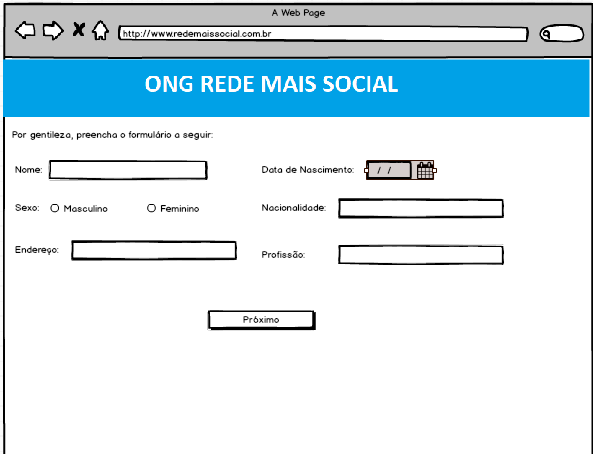 A Web Page
http://www.redemaissocial.com.br
ONG REDE MAIS SOCIAL
Por gentileza, preencha o formulário a seguir:
Nome: Data de Nascimento: / /
Sexo: Masculino Feminino Nacionalidade:
Endereço: Profissão:
Próximo